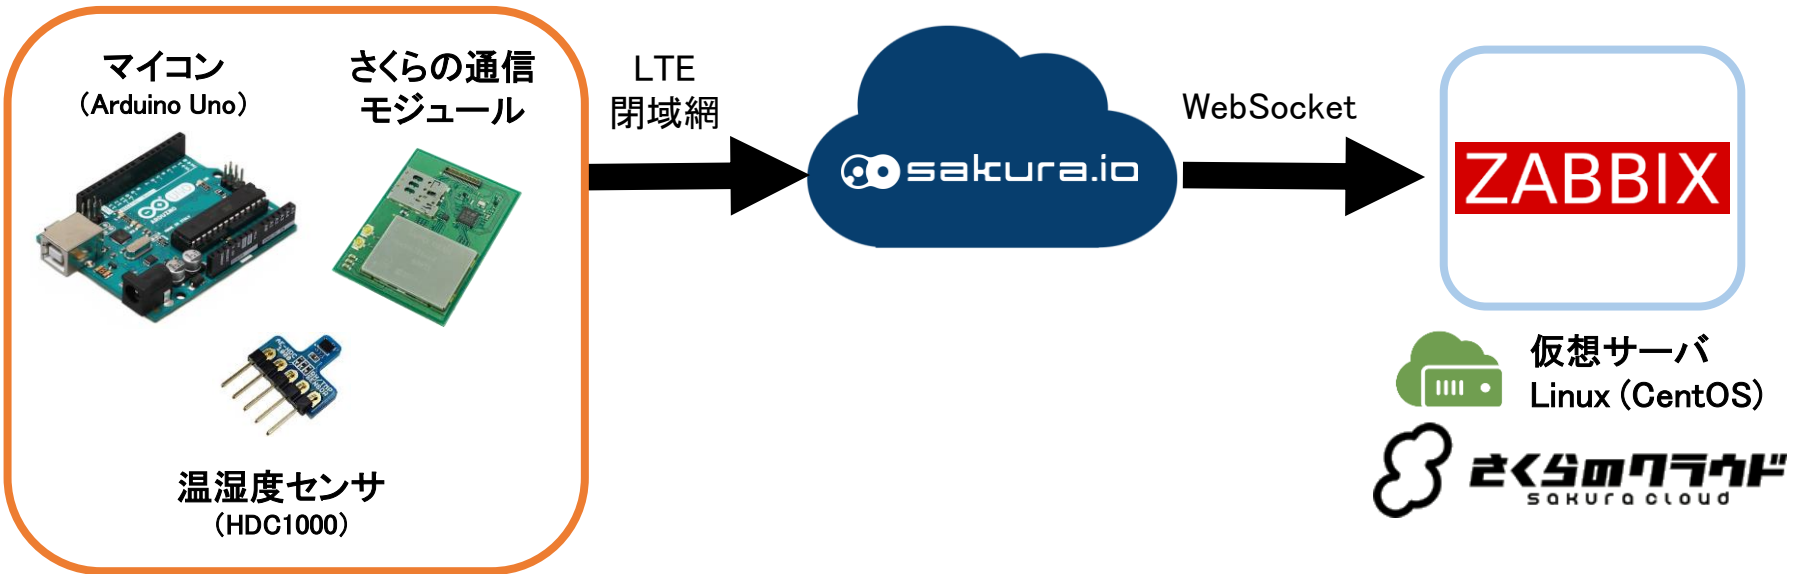 マイコン
（Arduino Uno）
さくらの通信
モジュール
温湿度センサ
（HDC1000）
LTE
閉域網
sakura.io
WebSocket
ZABBIX
仮想サーバ
Linux（CentOS）
さくらのクラウド
sakura cloud